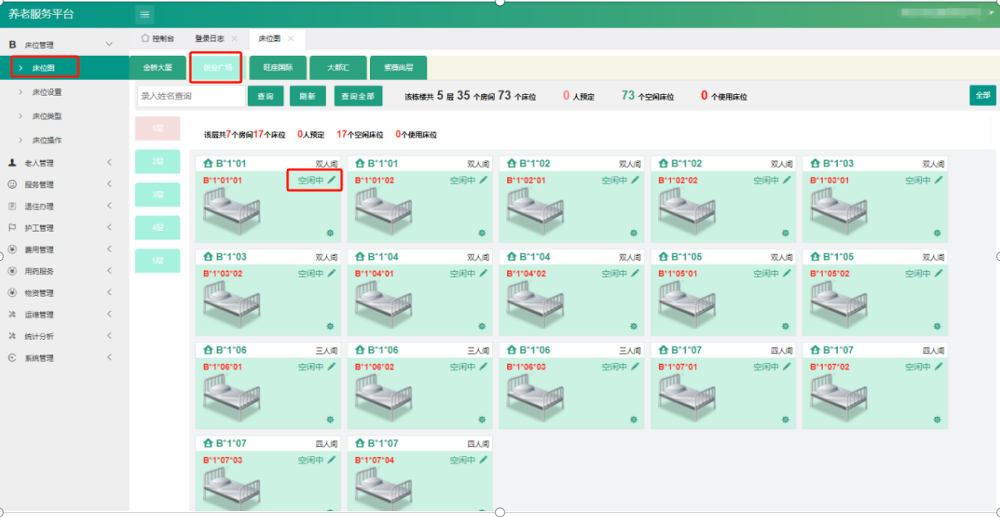 养老服务平台
B 床位管理
床位图
床位设置
床位类型
床位操作
老人管理
服务管理
退住办理
护工管理
费用管理
用药服务
物资管理
运维管理
统计分析
系统管理
控制台 登录日志 床位图
金桥大厦 创业广场 旺座国际 大都汇 紫薇尚层
录入姓名查询 查询 刷新 查询全部 该栋楼共 5 层 35 个房间 73 个床位 0 人预定 73 个空闲床位 0 个使用床位 全部
1层 该层共7个房间17个床位 0人预定 17个空闲床位 0个使用床位
2层
3层
4层
5层
B*1*01 双人间 B*1*01 双人间 B*1*02 双人间 B*1*02 双人间 B*1*03 双人间
B*1*01*01 空闲中 B*1*01*02 空闲中 B*1*02*01 空闲中 B*1*02*02 空闲中 B*1*03*01 空闲中
B*1*03 双人间 B*1*04 双人间 B*1*04 双人间 B*1*05 双人间 B*1*05 双人间
B*1*03*02 空闲中 B*1*04*01 空闲中 B*1*04*02 空闲中 B*1*05*01 空闲中 B*1*05*02 空闲中
B*1*06 三人间 B*1*06 三人间 B*1*06 三人间 B*1*07 四人间 B*1*07 四人间
B*1*06*01 空闲中 B*1*06*02 空闲中 B*1*06*03 空闲中 B*1*07*01 空闲中 B*1*07*02 空闲中
B*1*07 四人间 B*1*07 四人间
B*1*07*03 空闲中 B*1*07*04 空闲中